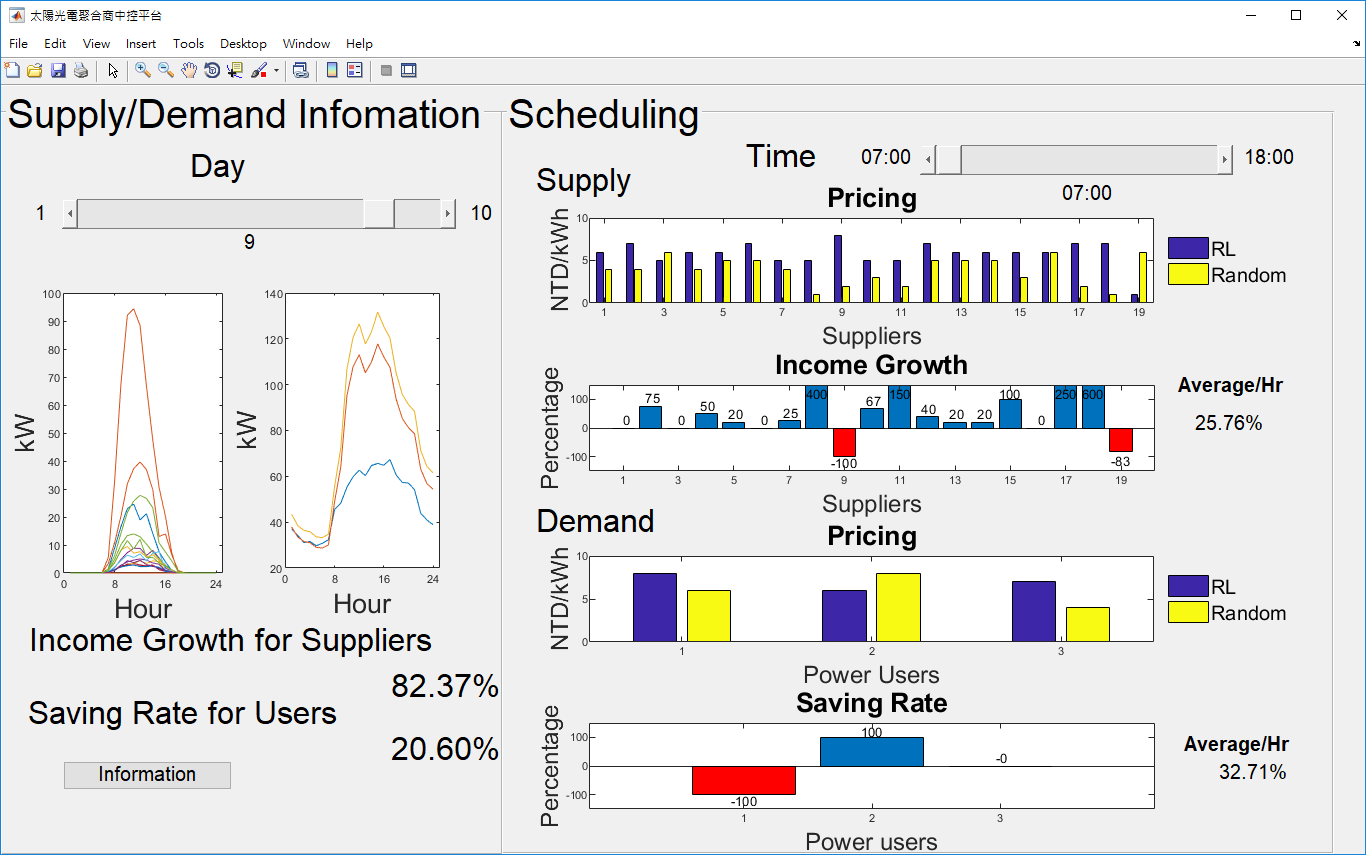 太陽光電聚合商中控平台
File Edit View Insert Tools Desktop Window Help
Supply/Demand Infomation
Day
1 10
9
100
90
80
70
60
50
40
30
20
10
0
kW
0 8 16 24
Hour
140
120
100
80
60
40
20
kW
0 8 16 24
Hour
Income Growth for Suppliers
82.37%
Saving Rate for Users
20.60%
Information
Scheduling
Time 07:00 18:00
07:00
Supply
Pricing
NTD/kWh
10
5
0
1 3 5 7 9 11 13 15 17 19
Suppliers
RL
Random
Income Growth
Percentage
100
0
-100
0 75 0 50 20 0 25 400 -100 67 150 40 20 20 100 0 250 600 -83
1 3 5 7 9 11 13 15 17 19
Suppliers
Average/Hr
25.76%
Demand
Pricing
NTD/kWh
10
5
0
1 2 3
Power Users
RL
Random
Saving Rate
Percentage
100
0
-100
-100 100 -0
1 2 3
Power users
Average/Hr
32.71%